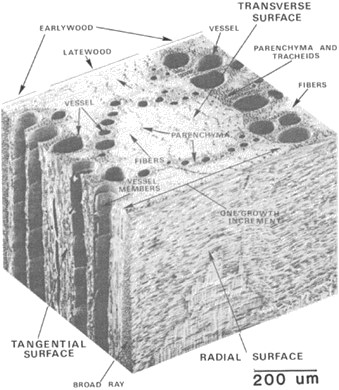 TRANSVERSE
SURFACE
EARLYWOOD
VESSEL
LATEWOOD
PARENCHYMA AND
TRACHEIDS
FIBERS
VESSEL
PARENCHYMA
FIBERS
VESSEL
MEMBERS
ONE GROWTH
INCREMENT
TANGENTIAL
SURFACE
RADIAL SURFACE
BROAD RAY
200 um